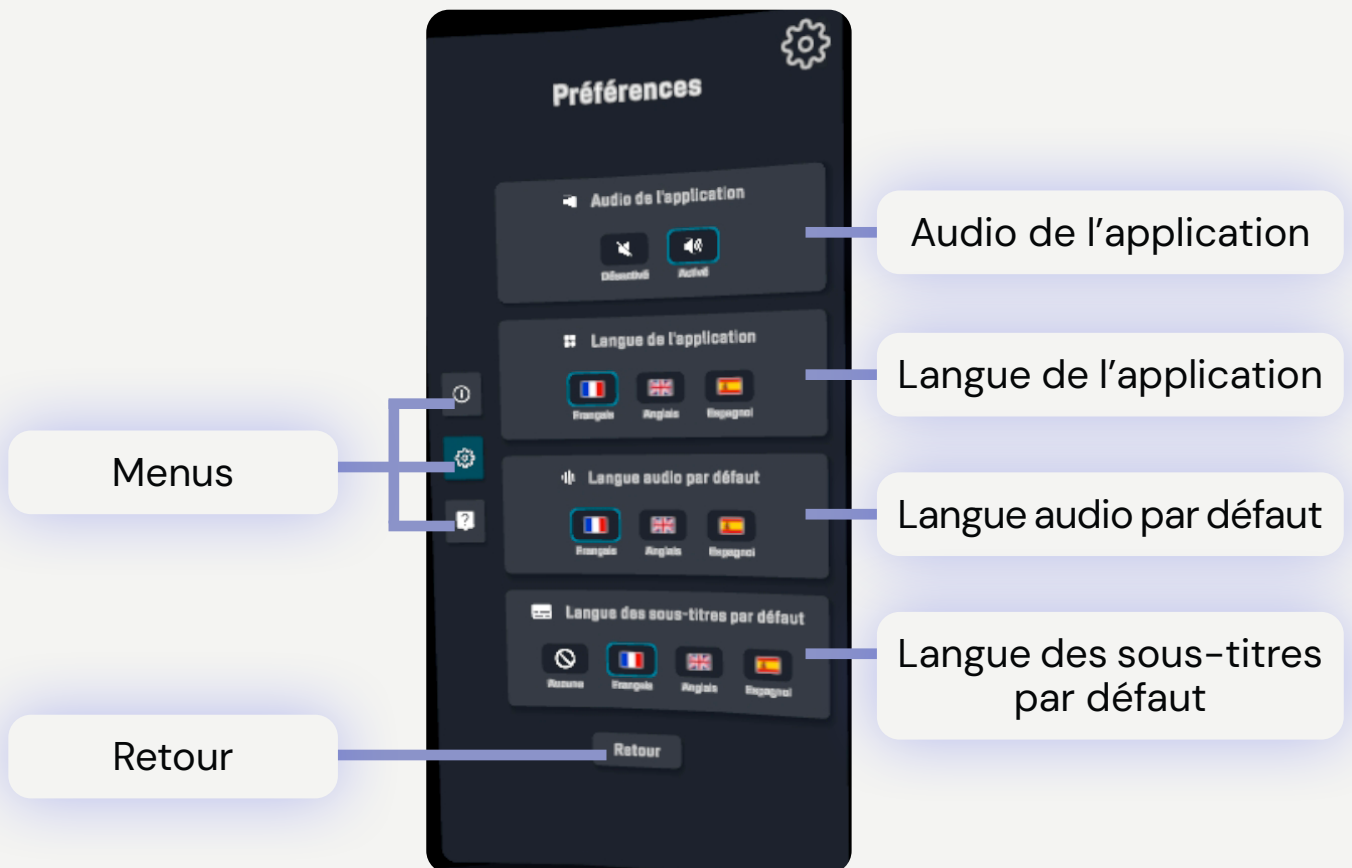 Préférences
Audio de l'application
Désactivé Activé
Langue de l'application
Français Anglais Espagnol
Langue audio par défaut
Français Anglais Espagnol
Langue des sous-titres par défaut
Aucune Français Anglais Espagnol
Retour
Menus
Retour
Audio de l’application
Langue de l’application
Langue audio par défaut
Langue des sous-titres
par défaut